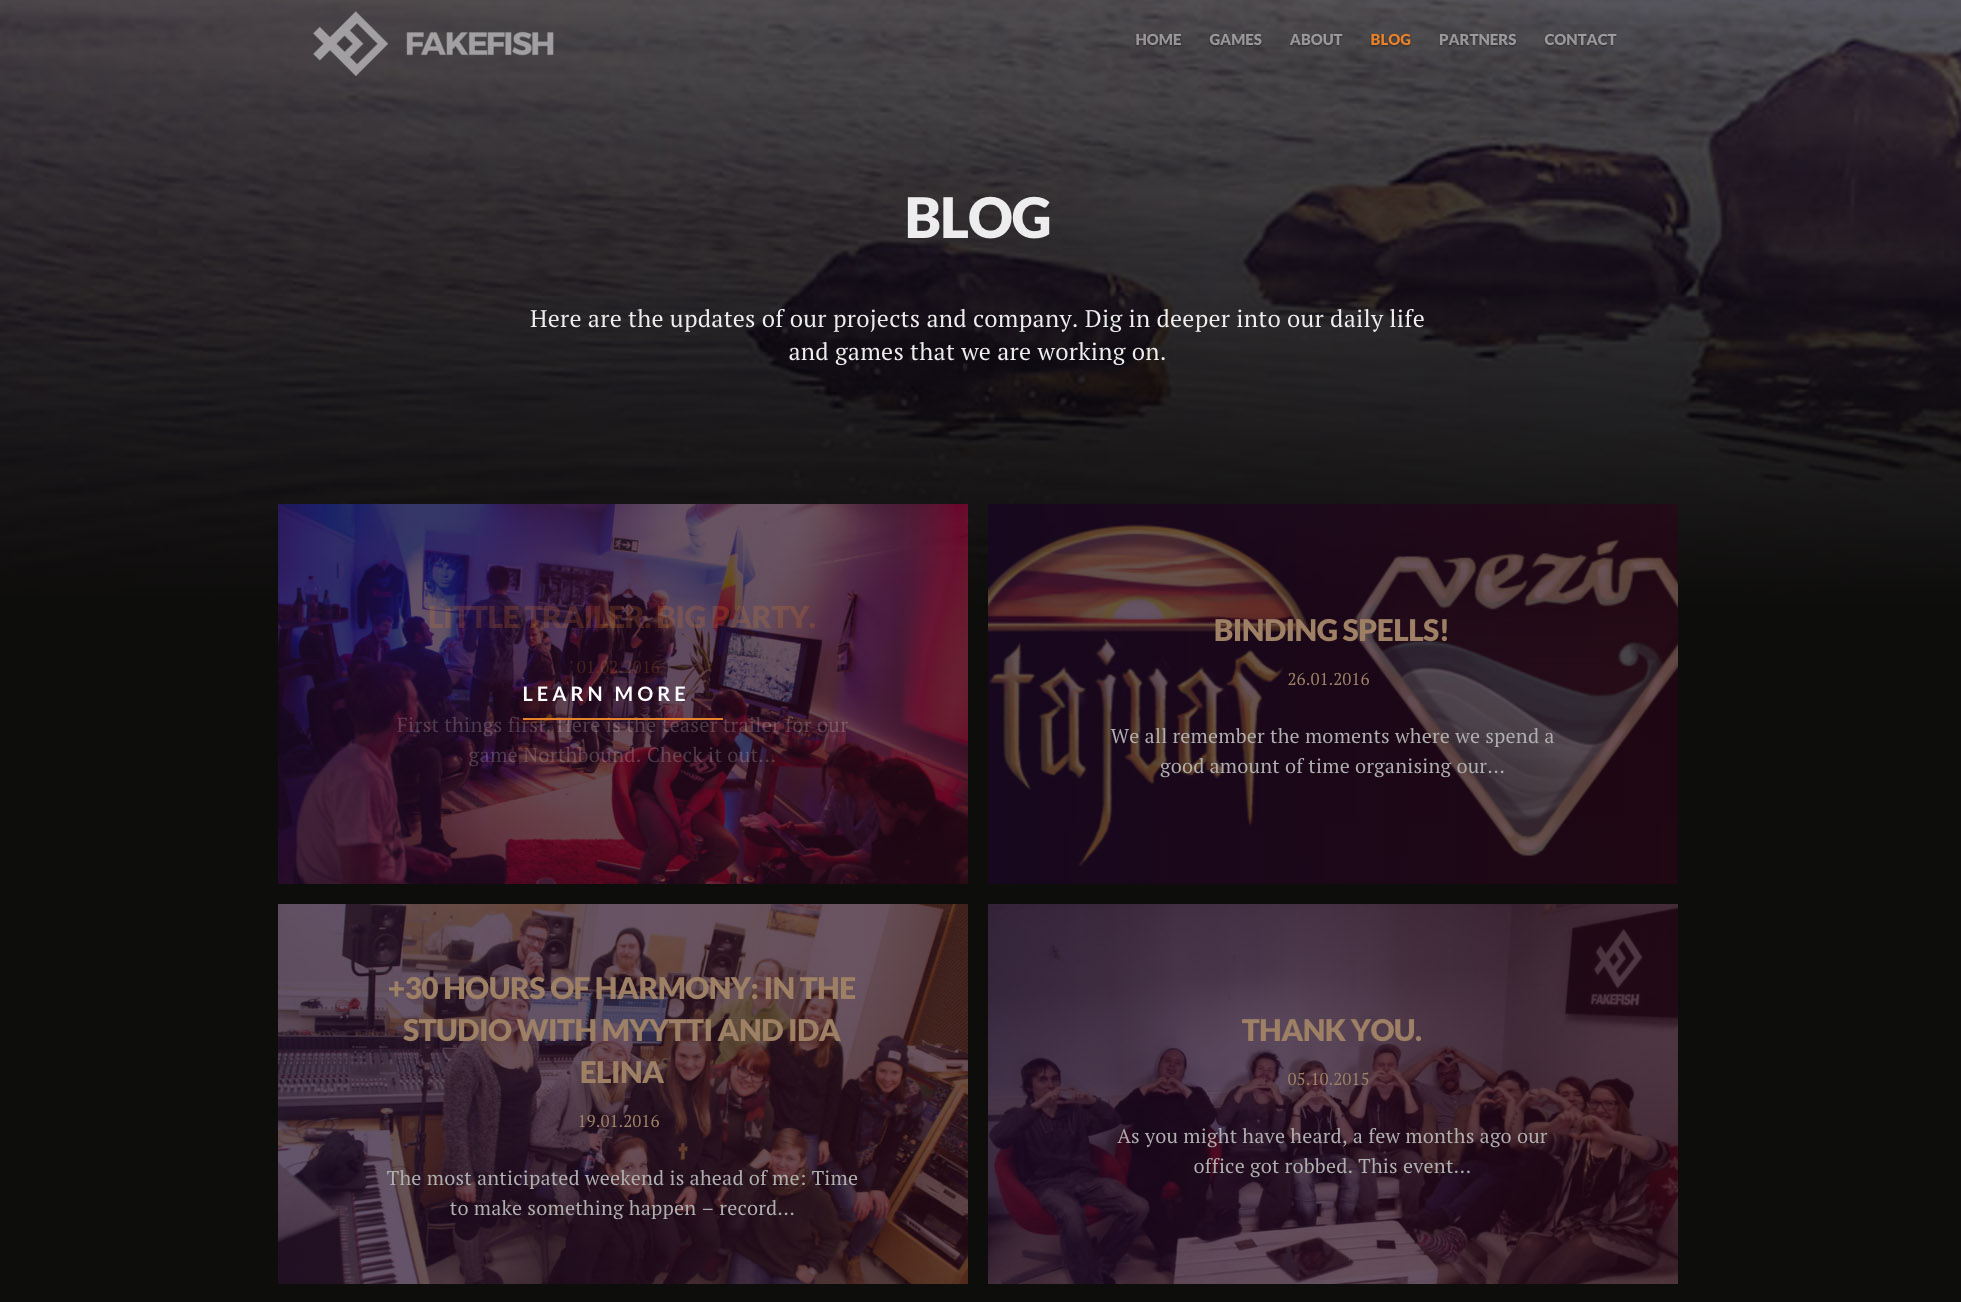 FAKEFISH
HOME GAMES ABOUT BLOG PARTNERS CONTACT
BLOG
Here are the updates of our projects and company. Dig in deeper into our daily life
and games that we are working on.
LITTLE TRAILER. BIG PARTY.
01.02.2016
LEARN MORE
First things first. Here is the teaser trailer for our
game Northbound. Check it out...
vezi
tajuas
BINDING SPELLS!
26.01.2016
We all remember the moments where we spend a
good amount of time organising our...
+30 HOURS OF HARMONY: IN THE
STUDIO WITH MYYTTI AND IDA
ELINA
19.01.2016
The most anticipated weekend is ahead of me: Time
to make something happen – record...
FAKEFISH
THANK YOU.
05.10.2015
As you might have heard, a few months ago our
office got robbed. This event...